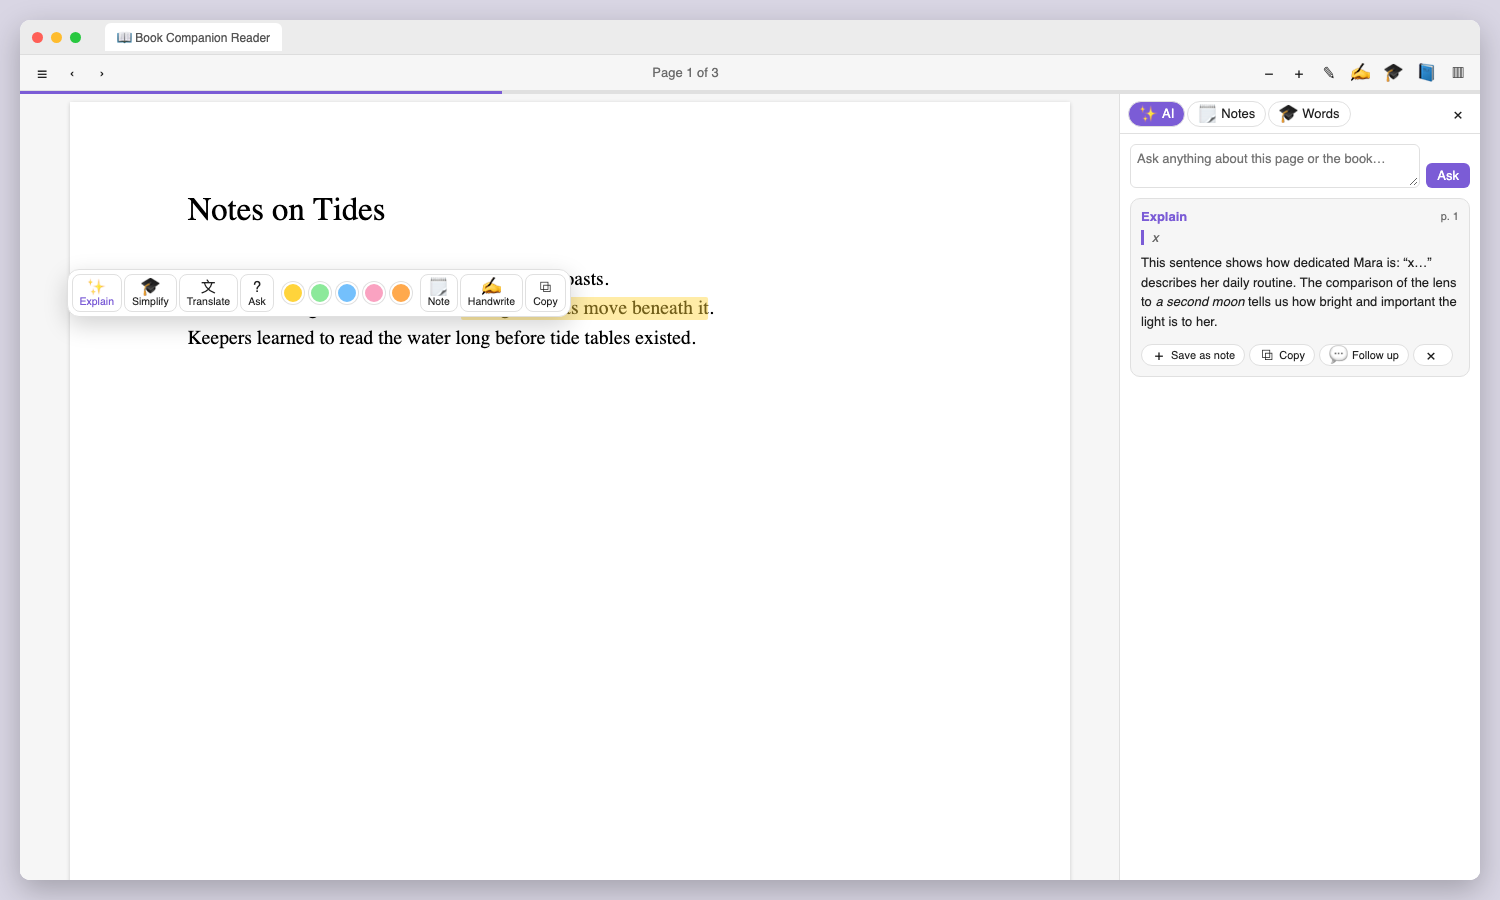 Book Companion Reader
Page 1 of 3
AI
Notes
Words
Ask anything about this page or the book…
Ask
Notes on Tides
Explain
Simplify
文
Translate
?
Ask
Note
Handwrite
Copy
move beneath it.
Keepers learned to read the water long before tide tables existed.
Explain
p. 1
x
This sentence shows how dedicated Mara is: “x…”
describes her daily routine. The comparison of the lens
to a second moon tells us how bright and important the
light is to her.
+ Save as note
Copy
Follow up